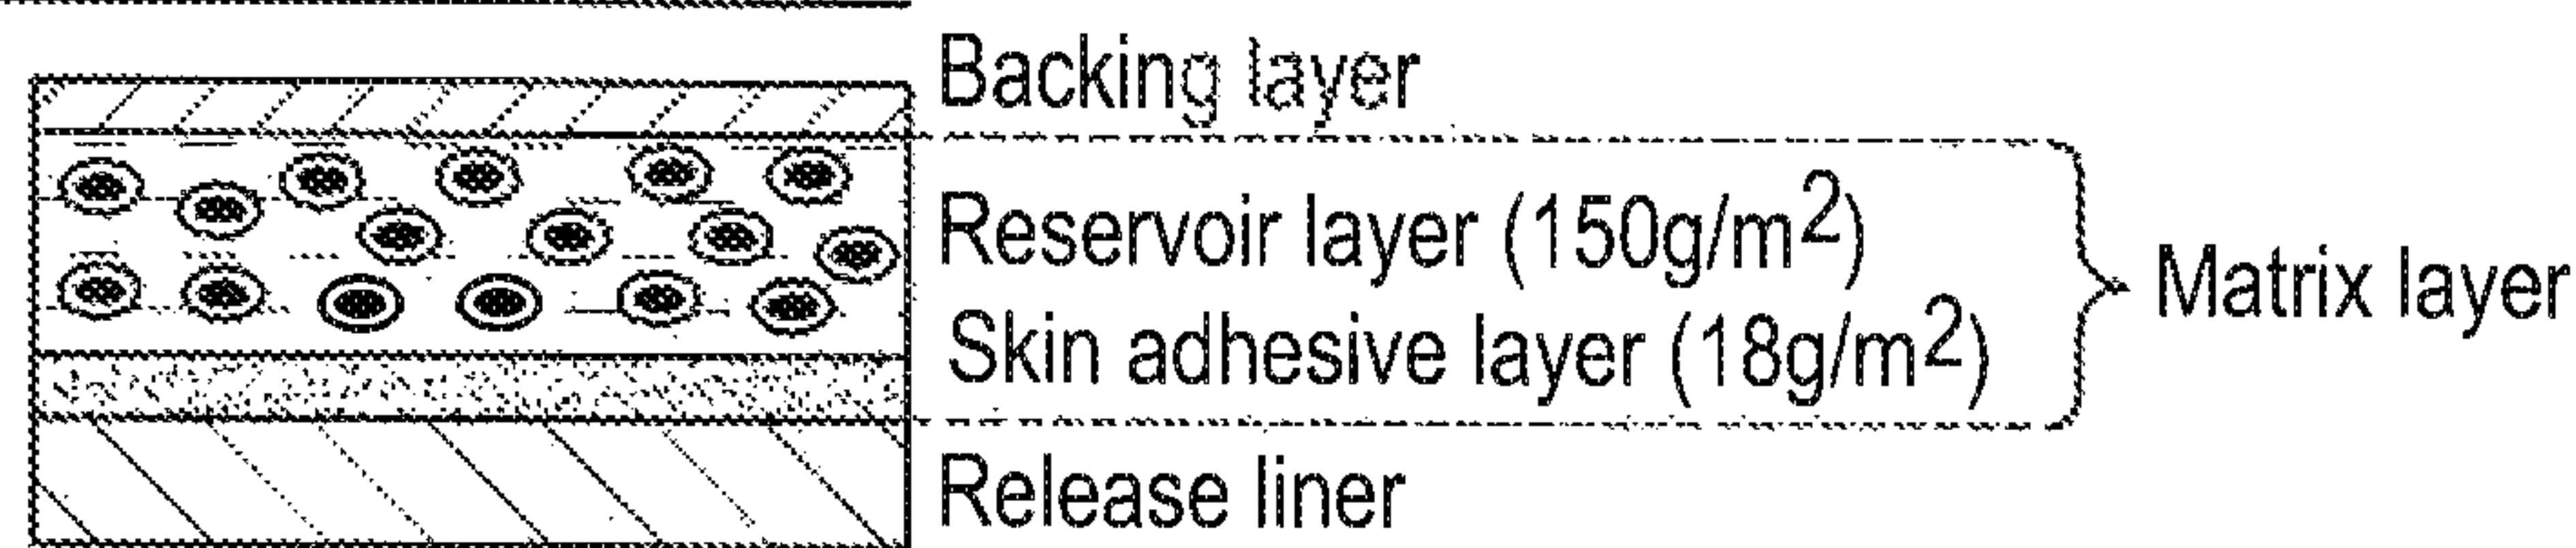 Backing layer
Reservoir layer (150g/m²)
Skin adhesive layer (18g/m²)
Matrix layer
Release liner